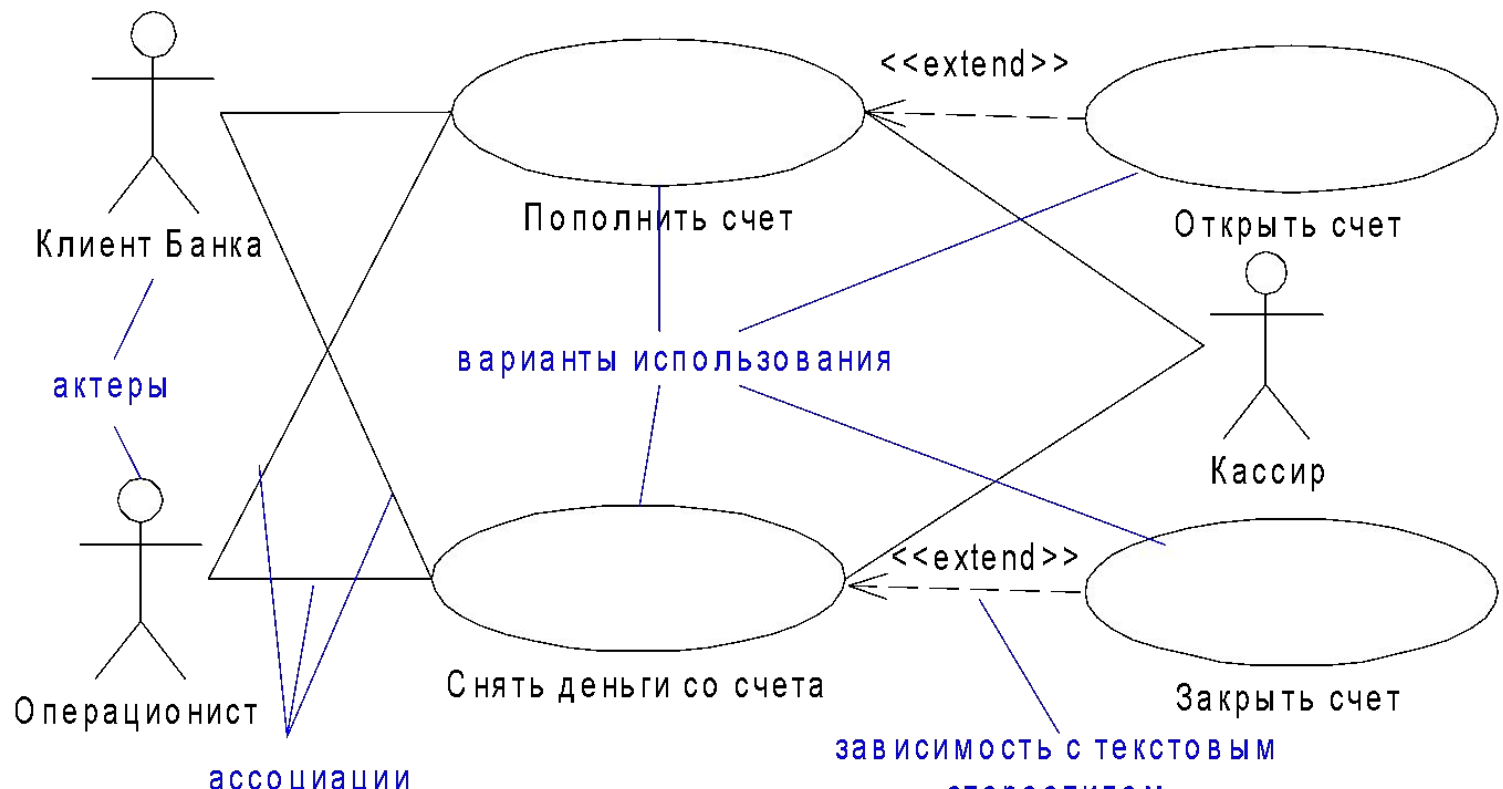 <<extend>>
Пополнить счет
Открыть счет
Клиент Банка
варианты использования
актеры
Кассир
<<extend>>
Снять деньги со счета
Закрыть счет
Операционист
зависимость с текстовым
ассоциации